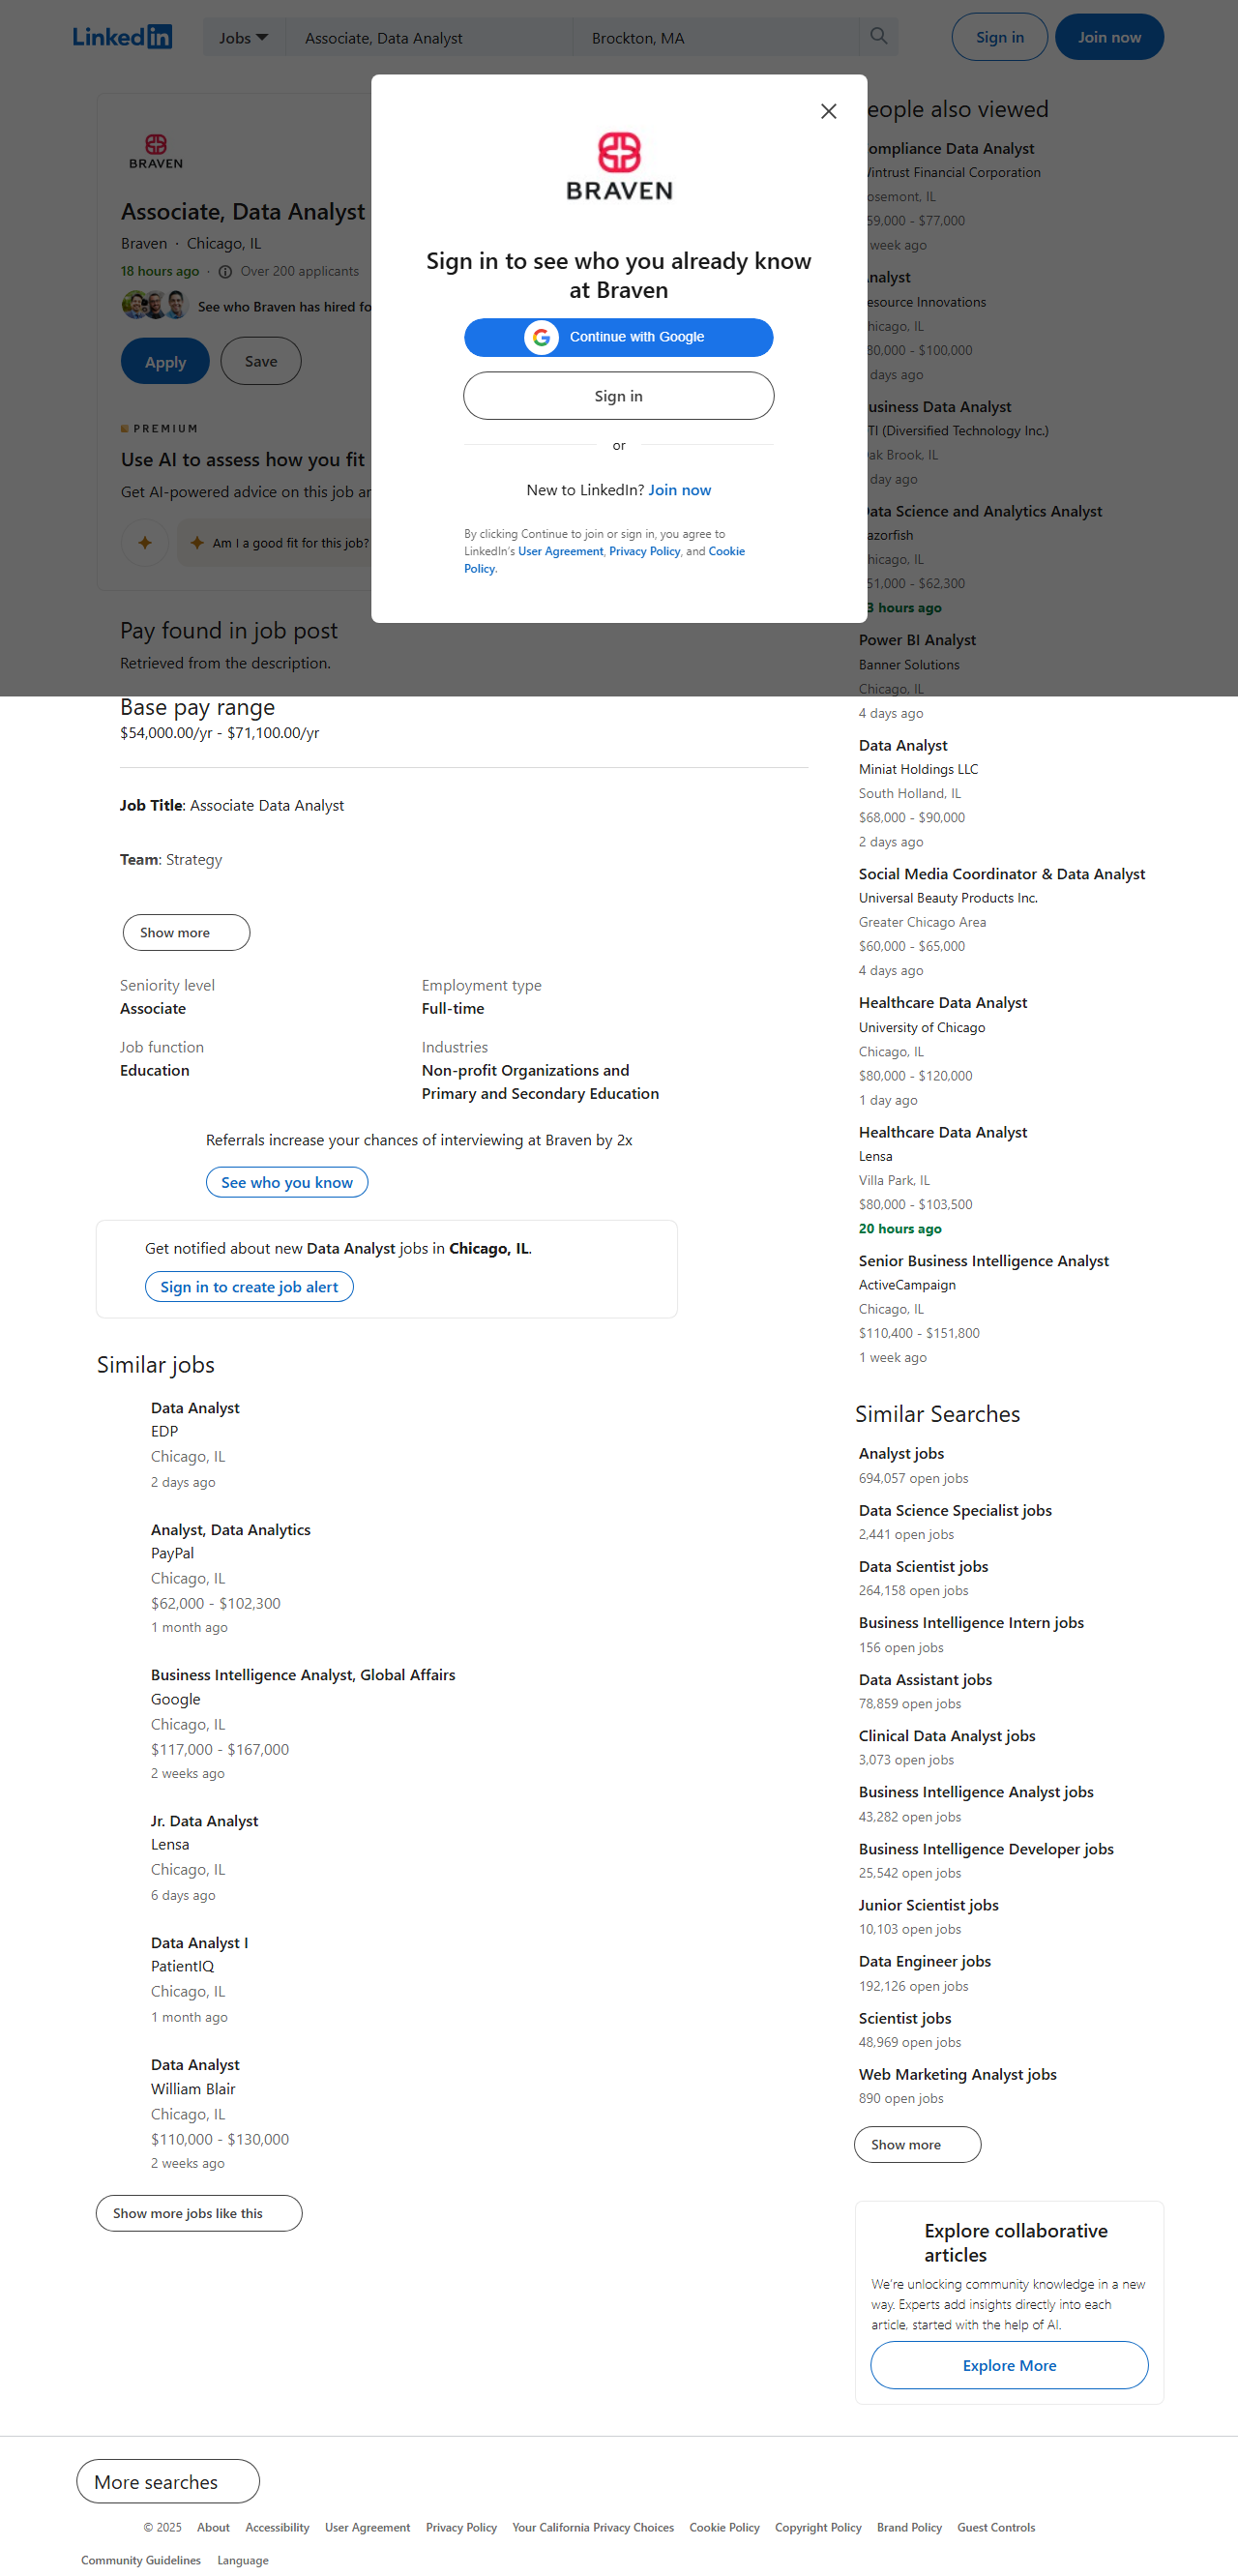 LinkedIn
Jobs
Associate, Data Analyst
Brockton, MA
Sign in
Join now
BRAVEN
Associate, Data Analyst
Braven · Chicago, IL
18 hours ago · Over 200 applicants
See who Braven has hired fo
Apply
Save
PREMIUM
Use AI to assess how you fit
Get AI-powered advice on this job
Am I a good fit for this job?
BRAVEN
Sign in to see who you already know
at Braven
Continue with Google
Sign in
or
New to LinkedIn? Join now
By clicking Continue to join or sign in, you agree to
LinkedIn's User Agreement, Privacy Policy, and Cookie
Policy.
Pay found in job post
Retrieved from the description.
Base pay range
$54,000.00/yr - $71,100.00/yr
Job Title: Associate Data Analyst
Team: Strategy
Show more
Seniority level
Associate
Employment type
Full-time
Job function
Education
Industries
Non-profit Organizations and
Primary and Secondary Education
Referrals increase your chances of interviewing at Braven by 2x
See who you know
Get notified about new Data Analyst jobs in Chicago, IL.
Sign in to create job alert
Similar jobs
Data Analyst
EDP
Chicago, IL
2 days ago
Analyst, Data Analytics
PayPal
Chicago, IL
$62,000 - $102,300
1 month ago
Business Intelligence Analyst, Global Affairs
Google
Chicago, IL
$117,000 - $167,000
2 weeks ago
Jr. Data Analyst
Lensa
Chicago, IL
6 days ago
Data Analyst I
PatientIQ
Chicago, IL
1 month ago
Data Analyst
William Blair
Chicago, IL
$110,000 - $130,000
2 weeks ago
Show more jobs like this
eople also viewed
ompliance Data Analyst
intrust Financial Corporation
osemont, IL
59,000 - $77,000
week ago
nalyst
esource Innovations
hicago, IL
80,000 - $100,000
days ago
usiness Data Analyst
TI (Diversified Technology Inc.)
ak Brook, IL
day ago
ata Science and Analytics Analyst
azorfish
hicago, IL
51,000 - $62,300
3 hours ago
Power BI Analyst
Banner Solutions
Chicago, IL
4 days ago
Data Analyst
Miniat Holdings LLC
South Holland, IL
$68,000 - $90,000
2 days ago
Social Media Coordinator & Data Analyst
Universal Beauty Products Inc.
Greater Chicago Area
$60,000 - $65,000
4 days ago
Healthcare Data Analyst
University of Chicago
Chicago, IL
$80,000 - $120,000
1 day ago
Healthcare Data Analyst
Lensa
Villa Park, IL
$80,000 - $103,500
20 hours ago
Senior Business Intelligence Analyst
ActiveCampaign
Chicago, IL
$110,400 - $151,800
1 week ago
Similar Searches
Analyst jobs
694,057 open jobs
Data Science Specialist jobs
2,441 open jobs
Data Scientist jobs
264,158 open jobs
Business Intelligence Intern jobs
156 open jobs
Data Assistant jobs
78,859 open jobs
Clinical Data Analyst jobs
3,073 open jobs
Business Intelligence Analyst jobs
43,282 open jobs
Business Intelligence Developer jobs
25,542 open jobs
Junior Scientist jobs
10,103 open jobs
Data Engineer jobs
192,126 open jobs
Scientist jobs
48,969 open jobs
Web Marketing Analyst jobs
890 open jobs
Show more
Explore collaborative
articles
We're unlocking community knowledge in a new
way. Experts add insights directly into each
article, started with the help of AI.
Explore More
More searches
© 2025 About Accessibility User Agreement Privacy Policy Your California Privacy Choices Cookie Policy Copyright Policy Brand Policy Guest Controls
Community Guidelines Language